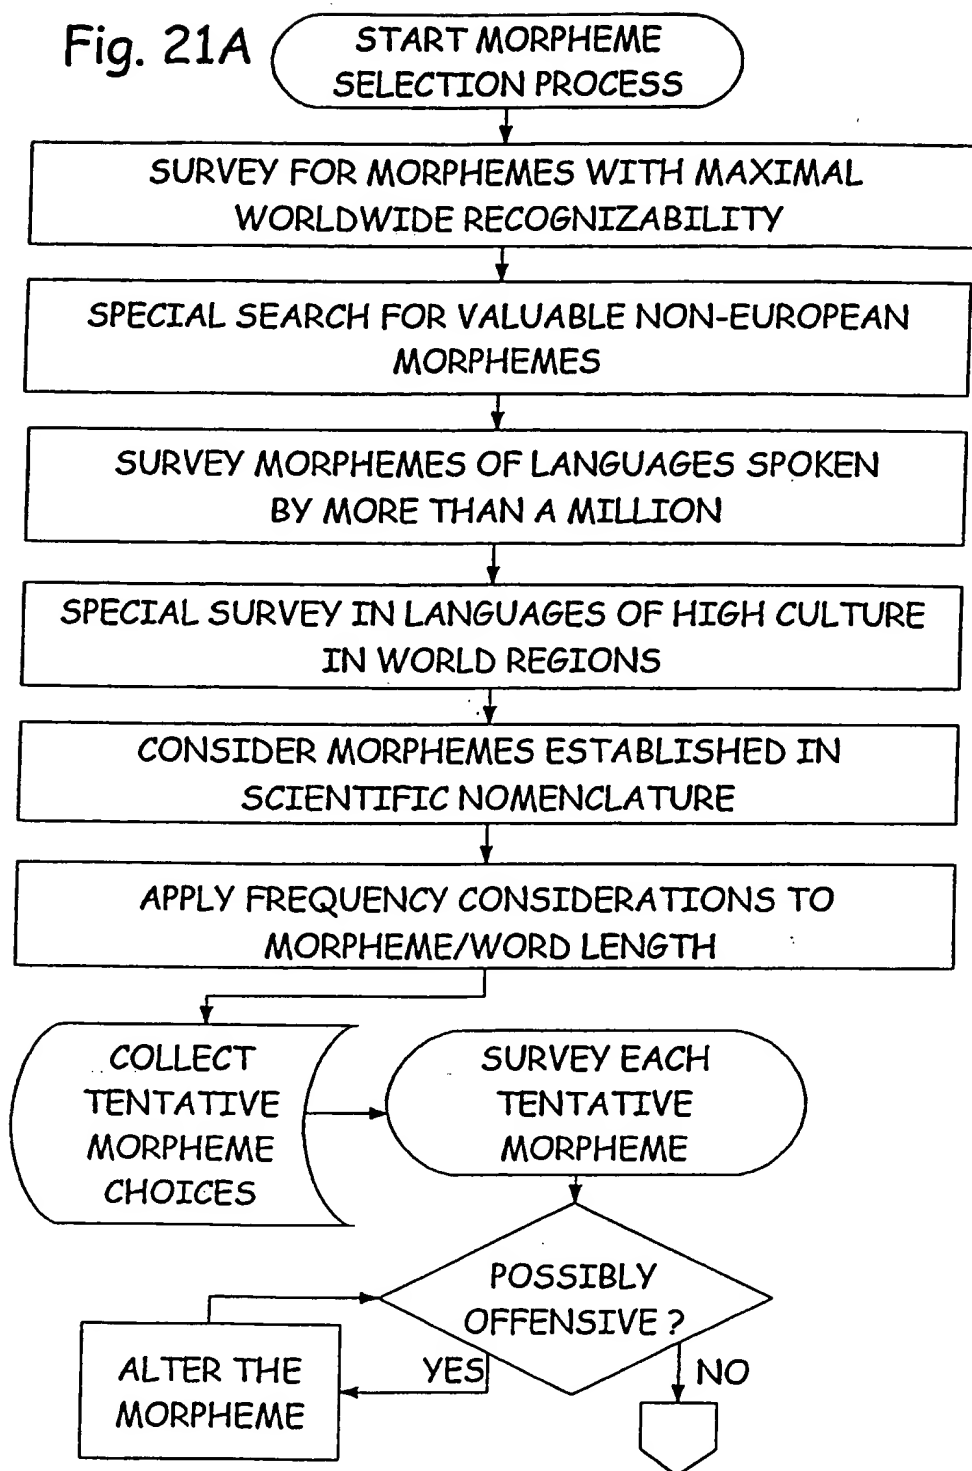 Fig. 21A
START MORPHEME
SELECTION PROCESS
SURVEY FOR MORPHEMES WITH MAXIMAL
WORLDWIDE RECOGNIZABILITY
SPECIAL SEARCH FOR VALUABLE NON-EUROPEAN
MORPHEMES
SURVEY MORPHEMES OF LANGUAGES SPOKEN
BY MORE THAN A MILLION
SPECIAL SURVEY IN LANGUAGES OF HIGH CULTURE
IN WORLD REGIONS
CONSIDER MORPHEMES ESTABLISHED IN
SCIENTIFIC NOMENCLATURE
APPLY FREQUENCY CONSIDERATIONS TO
MORPHEME/WORD LENGTH
COLLECT
TENTATIVE
MORPHEME
CHOICES
SURVEY EACH
TENTATIVE
MORPHEME
POSSIBLY
OFFENSIVE ?
YES
NO
ALTER THE
MORPHEME